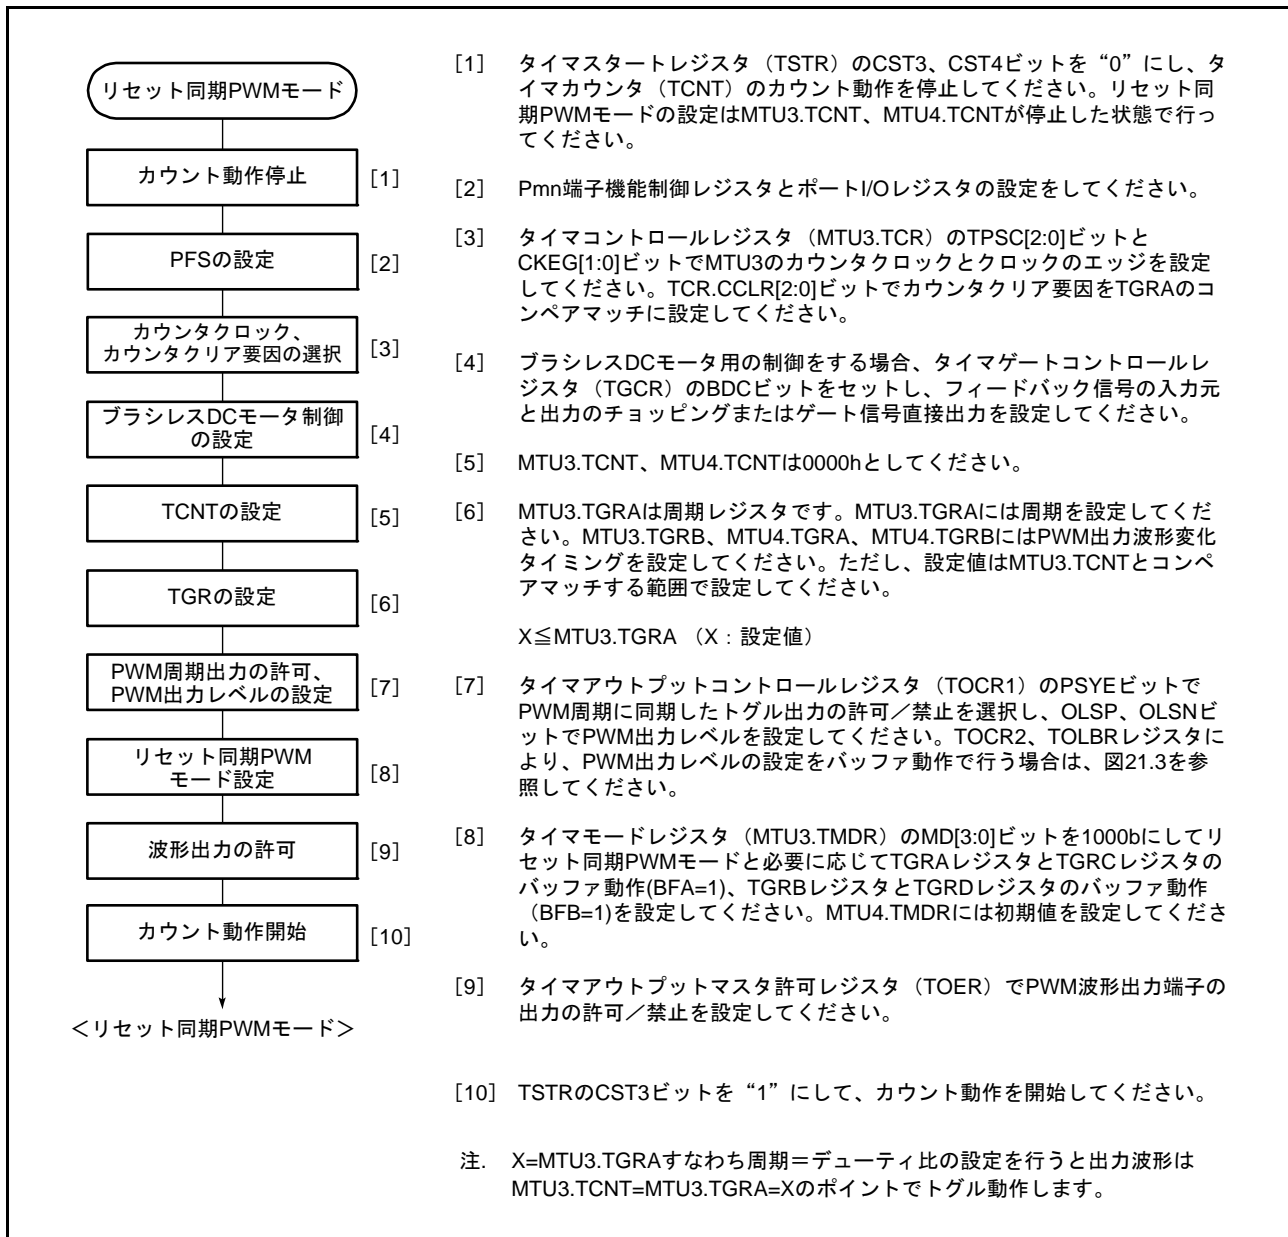 リセット同期PWMモード
カウント動作停止
[1]
PFSの設定
[2]
カウンタクロック、
カウンタクリア要因の選択
[3]
ブラシレスDCモータ制御
の設定
[4]
TCNTの設定
[5]
TGRの設定
[6]
PWM周期出力の許可、
PWM出力レベルの設定
[7]
リセット同期PWM
モード設定
[8]
波形出力の許可
[9]
カウント動作開始
[10]
＜リセット同期PWMモード＞
[1] タイマスタートレジスタ（TSTR）のCST3、CST4ビットを“0”にし、タ
イマカウンタ（TCNT）のカウント動作を停止してください。リセット同
期PWMモードの設定はMTU3.TCNT、MTU4.TCNTが停止した状態で行っ
てください。
[2] Pmn端子機能制御レジスタとポートI/Oレジスタの設定をしてください。
[3] タイマコントロールレジスタ（MTU3.TCR）のTPSC[2:0]ビットと
CKEG[1:0]ビットでMTU3のカウンタクロックとクロックのエッジを設定
してください。TCR.CCLR[2:0]ビットでカウンタクリア要因をTGRAのコ
ンペアマッチに設定してください。
[4] ブラシレスDCモータ用の制御をする場合、タイマゲートコントロールレ
ジスタ（TGCR）のBDCビットをセットし、フィードバック信号の入力元
と出力のチョッピングまたはゲート信号直接出力を設定してください。
[5] MTU3.TCNT、MTU4.TCNTは0000hとしてください。
[6] MTU3.TGRAは周期レジスタです。MTU3.TGRAには周期を設定してくだ
さい。MTU3.TGRB、MTU4.TGRA、MTU4.TGRBにはPWM出力波形変化
タイミングを設定してください。ただし、設定値はMTU3.TCNTとコンペ
アマッチする範囲で設定してください。
X≦MTU3.TGRA （X：設定値）
[7] タイマアウトプットコントロールレジスタ（TOCR1）のPSYEビットで
PWM周期に同期したトグル出力の許可／禁止を選択し、OLSP、OLSNビ
ットでPWM出力レベルを設定してください。TOCR2、TOLBRレジスタに
より、PWM出力レベルの設定をバッファ動作で行う場合は、図21.3を参
照してください。
[8] タイマモードレジスタ（MTU3.TMDR）のMD[3:0]ビットを1000bにしてリ
セット同期PWMモードと必要に応じてTGRAレジスタとTGRCレジスタの
バッファ動作(BFA=1)、TGRBレジスタとTGRDレジスタのバッファ動作
（BFB=1)を設定してください。MTU4.TMDRには初期値を設定してくださ
い。
[9] タイマアウトプットマスタ許可レジスタ（TOER）でPWM波形出力端子の
出力の許可／禁止を設定してください。
[10] TSTRのCST3ビットを“1”にして、カウント動作を開始してください。
注. X=MTU3.TGRAすなわち周期＝デューティ比の設定を行うと出力波形は
MTU3.TCNT=MTU3.TGRA=Xのポイントでトグル動作します。